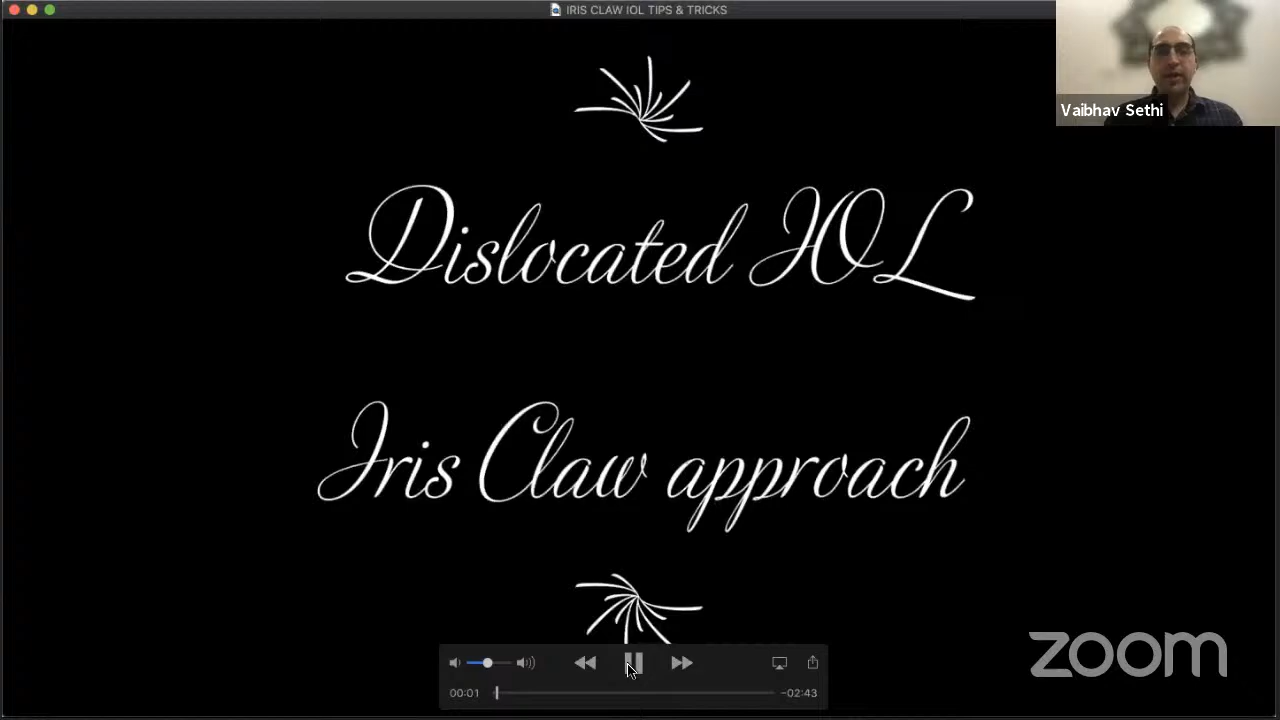 IRIS CLAW IOL TIPS & TRICKS
Vaibhav Sethi
Dislocated IOL
Iris Claw approach
00:01
-02:43
zoom